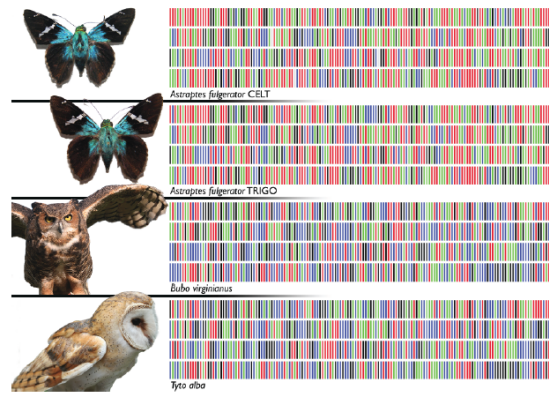 Astraptes fulgerator CELT
Astraptes fulgerator TRIGO
Bubo virginianus
Tyto alba